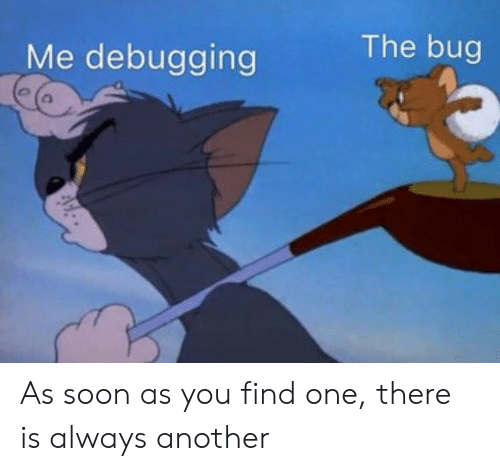 Me debugging
The bug
As soon as you find one, there
is always another